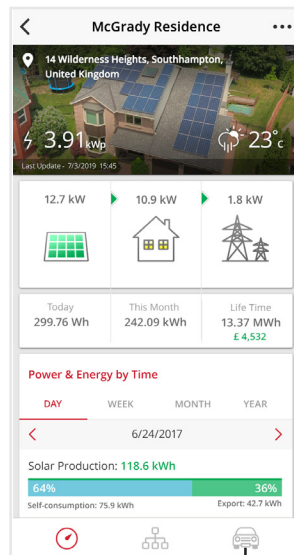 McGrady Residence
14 Wilderness Heights, Southhampton,
United Kingdom
3.91kWp
23°c
Last Update - 7/3/2019 15:45
12.7 kW
10.9 kW
1.8 kW
Today
This Month
Life Time
299.76 Wh
242.09 kWh
13.37 MWh
£ 4,532
Power & Energy by Time
DAY
WEEK
MONTH
YEAR
6/24/2017
Solar Production: 118.6 kWh
64%
36%
Self-consumption: 75.9 kWh
Export: 42.7 kWh